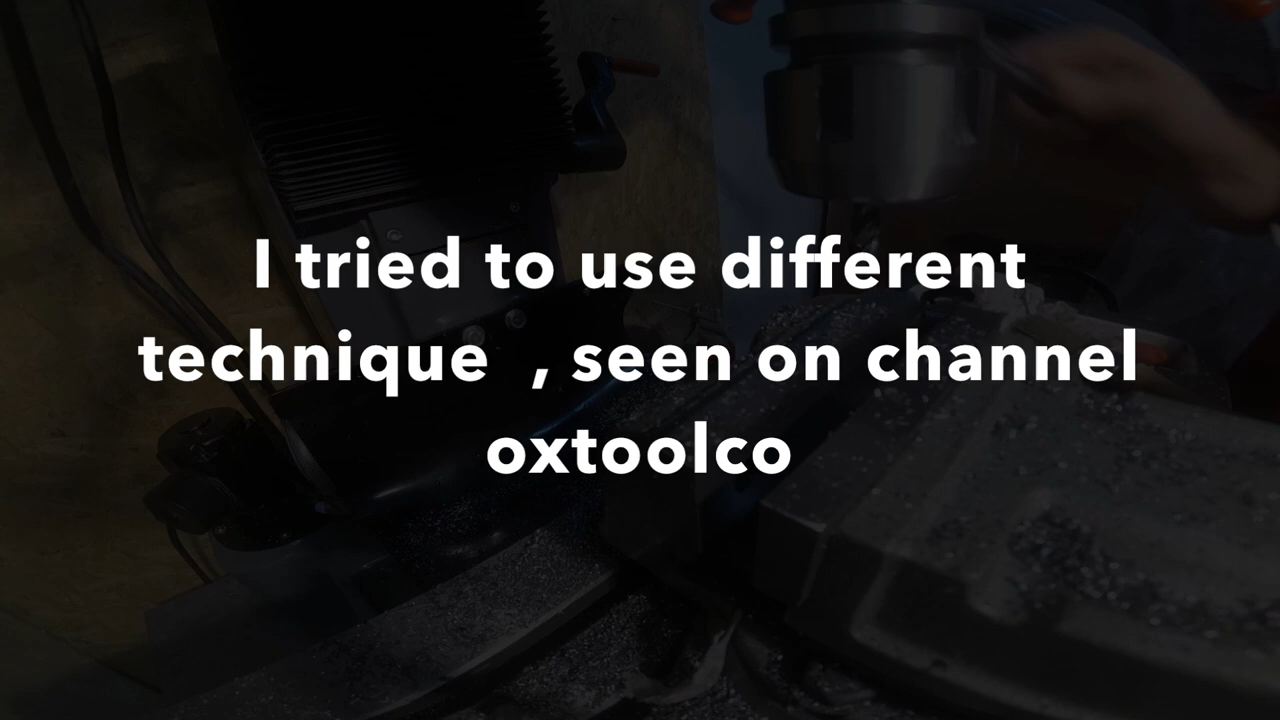 I tried to use different
technique  , seen on channel
oxtoolco